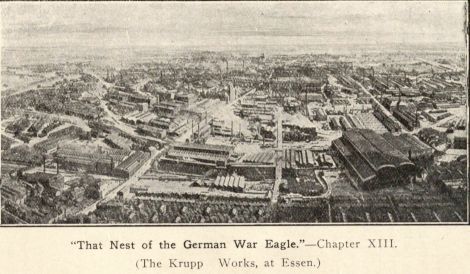 "That Nest of the German War Eagle."—Chapter XIII.
(The Krupp Works, at Essen.)